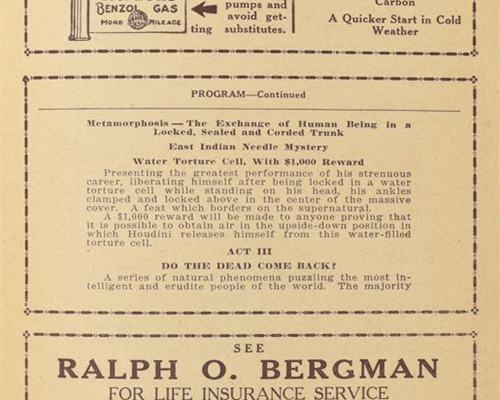 BENZOL GAS
MORE MILEAGE
pumps and
avoid get-
ting substitutes.
Carbon
A Quicker Start in Cold
Weather
PROGRAM—Continued
Metamorphosis — The Exchange of Human Being in a
Locked, Sealed and Corded Trunk
East Indian Needle Mystery
Water Torture Cell, With $1,000 Reward
Presenting the greatest performance of his strenuous
career, liberating himself after being locked in a water
torture cell while standing on his head, his ankles
clamped and locked above in the center of the massive
cover. A feat which borders on the supernatural.
A $1,000 reward will be made to anyone proving that
it is possible to obtain air in the upside-down position in
which Houdini releases himself from this water-filled
torture cell.
ACT III
DO THE DEAD COME BACK?
A series of natural phenomena puzzling the most in-
telligent and erudite people of the world. The majority
SEE
RALPH O. BERGMAN
FOR LIFE INSURANCE SERVICE